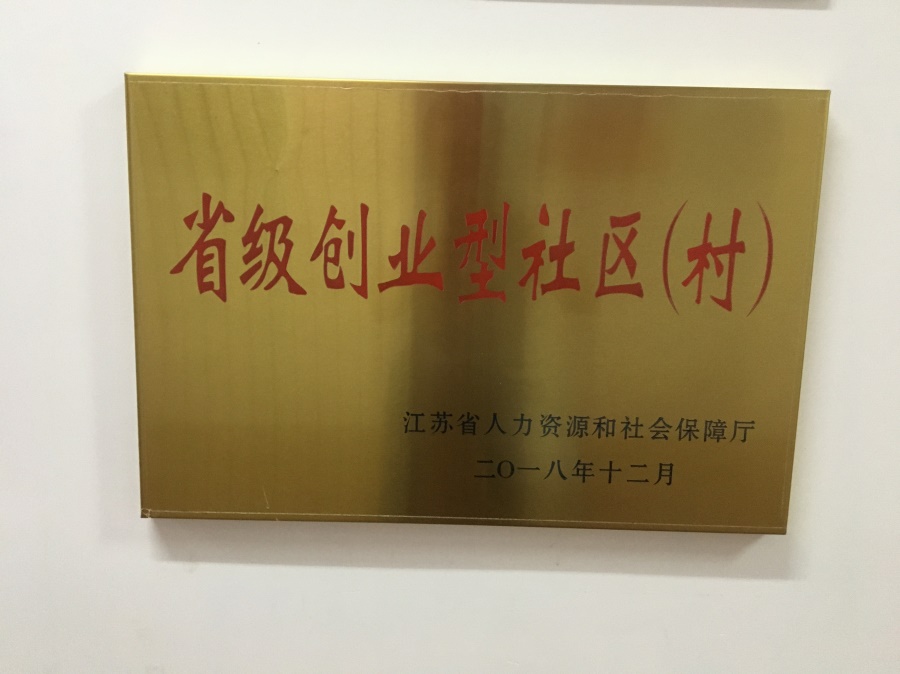 省级创业型社区(村)
江苏省人力资源和社会保障厅
二〇一八年十二月